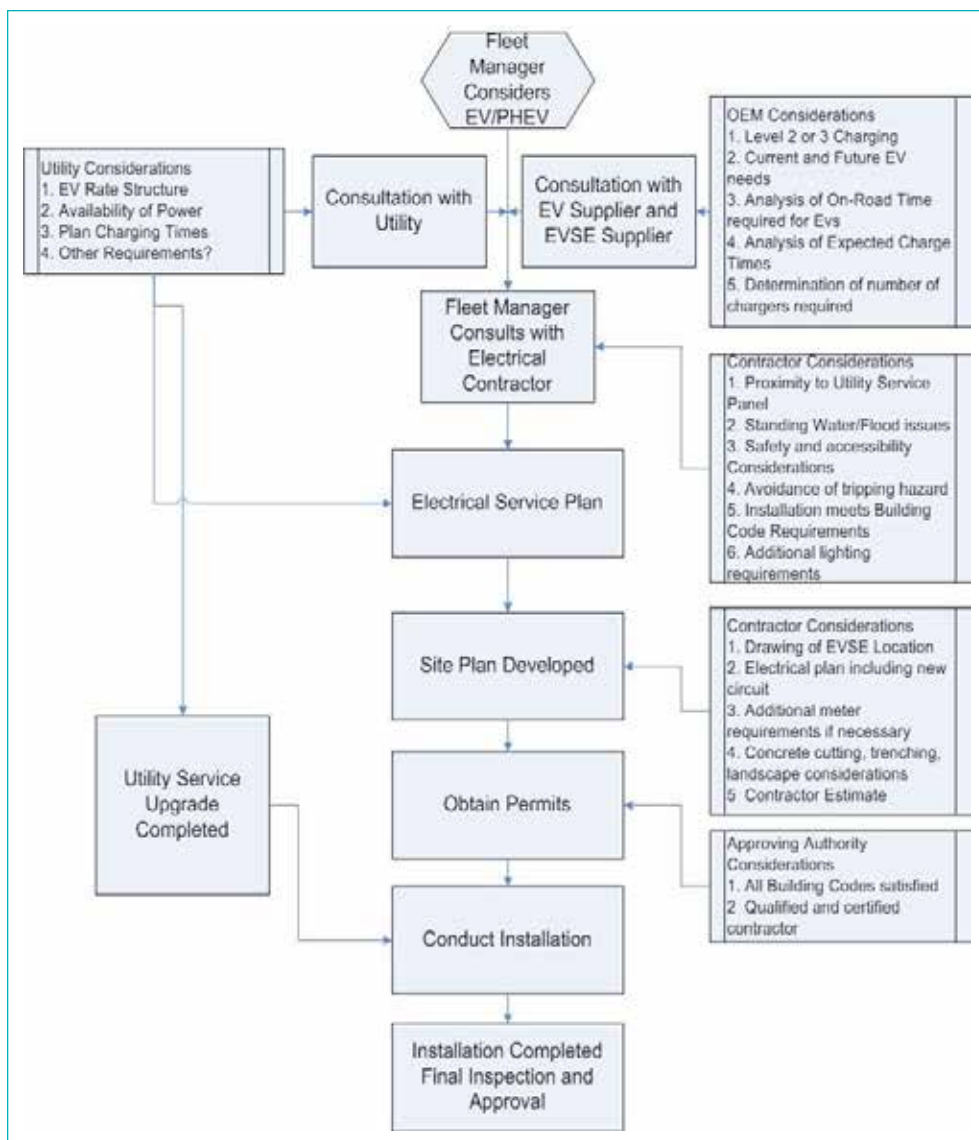 Fleet
Manager
Considers
EV/PHEV
Utility Considerations
1. EV Rate Structure
2. Availability of Power
3. Plan Charging Times
4. Other Requirements?
Consultation with
Utility
Consultation with
EV Supplier and
EVSE Supplier
OEM Considerations
1. Level 2 or 3 Charging
2. Current and Future EV
needs
3. Analysis of On-Road Time
required for Evs
4. Analysis of Expected Charge
Times
5. Determination of number of
chargers required
Fleet Manager
Consults with
Electrical
Contractor
Contractor Considerations
1. Proximity to Utility Service
Panel
2. Standing Water/Flood issues
3. Safety and accessibility
Considerations
4. Avoidance of tripping hazard
5. Installation meets Building
Code Requirements
6. Additional lighting
requirements
Electrical Service Plan
Site Plan Developed
Contractor Considerations
1. Drawing of EVSE Location
2. Electrical plan including new
circuit
3. Additional meter
requirements if necessary
4. Concrete cutting, trenching,
landscape considerations
5 Contractor Estimate
Utility Service
Upgrade
Completed
Obtain Permits
Approving Authority
Considerations
1. All Building Codes satisfied
2 Qualified and certified
contractor
Conduct Installation
Installation Completed
Final Inspection and
Approval